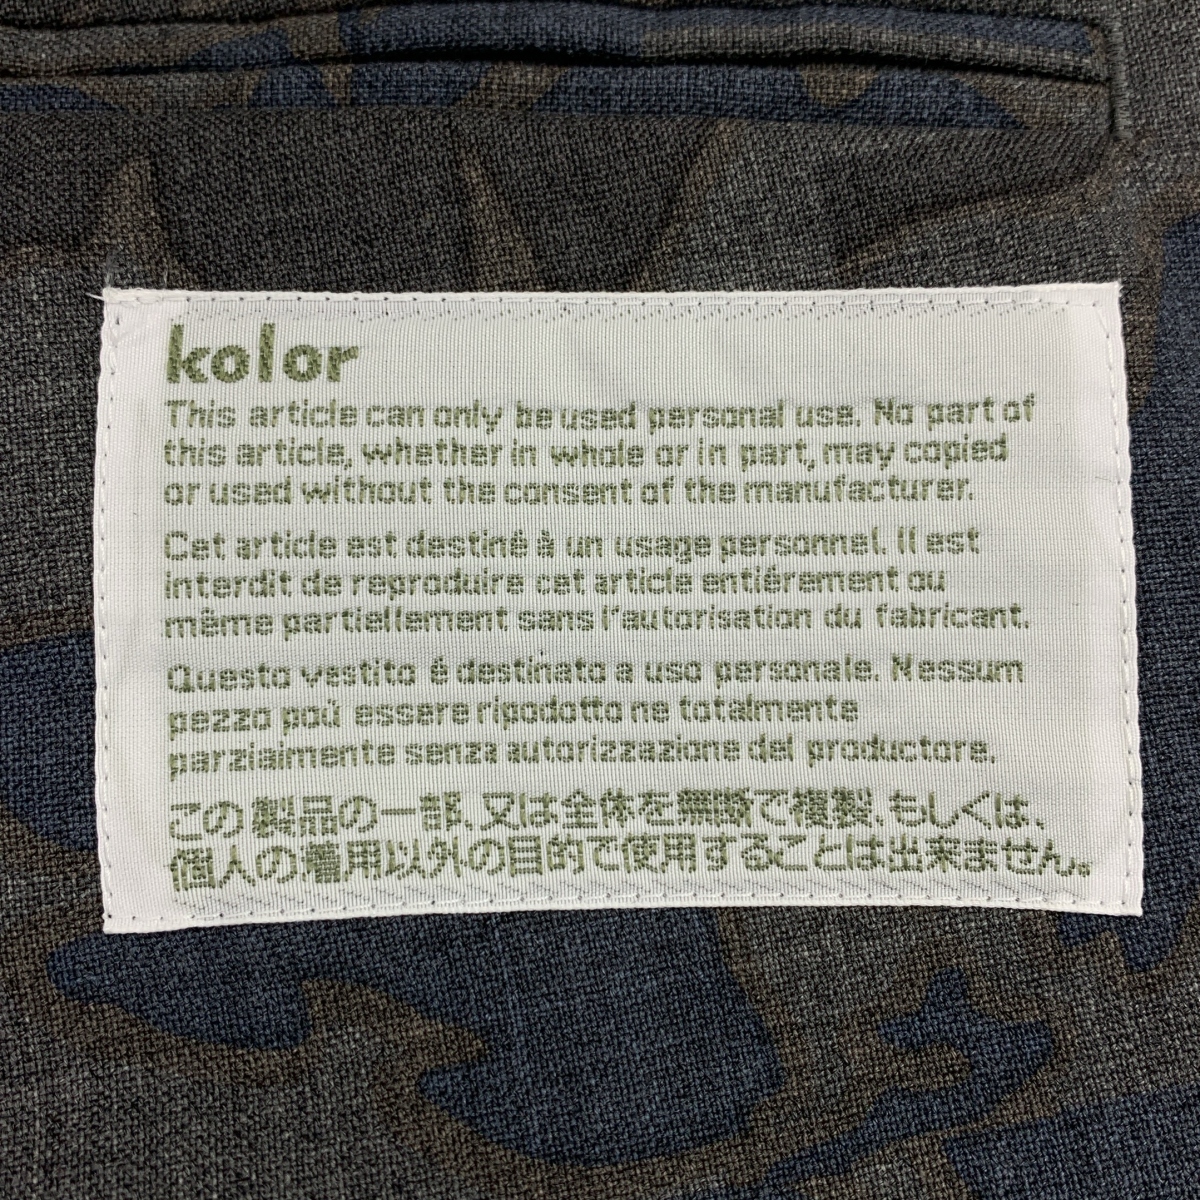 kolor
This article can only be used personal use. No part of
this article, whether in whole or in part, may copied
or used without the consent of the manufacturer.
Cet article est destiné à un usage personnel. Il est
interdit de reproduire cet article entiérement ou
même partiellement sans l'autorisation du fabricant.
Questo vestito é destinato a uso personale. Nessum
pezzo poù essere ripodotto ne totalmente
parziaimente senza autorizzazione del productore.
この製品の一部、又は全体を無断で複製、もしくは、
個人の着用以外の目的で使用することは出来ません。